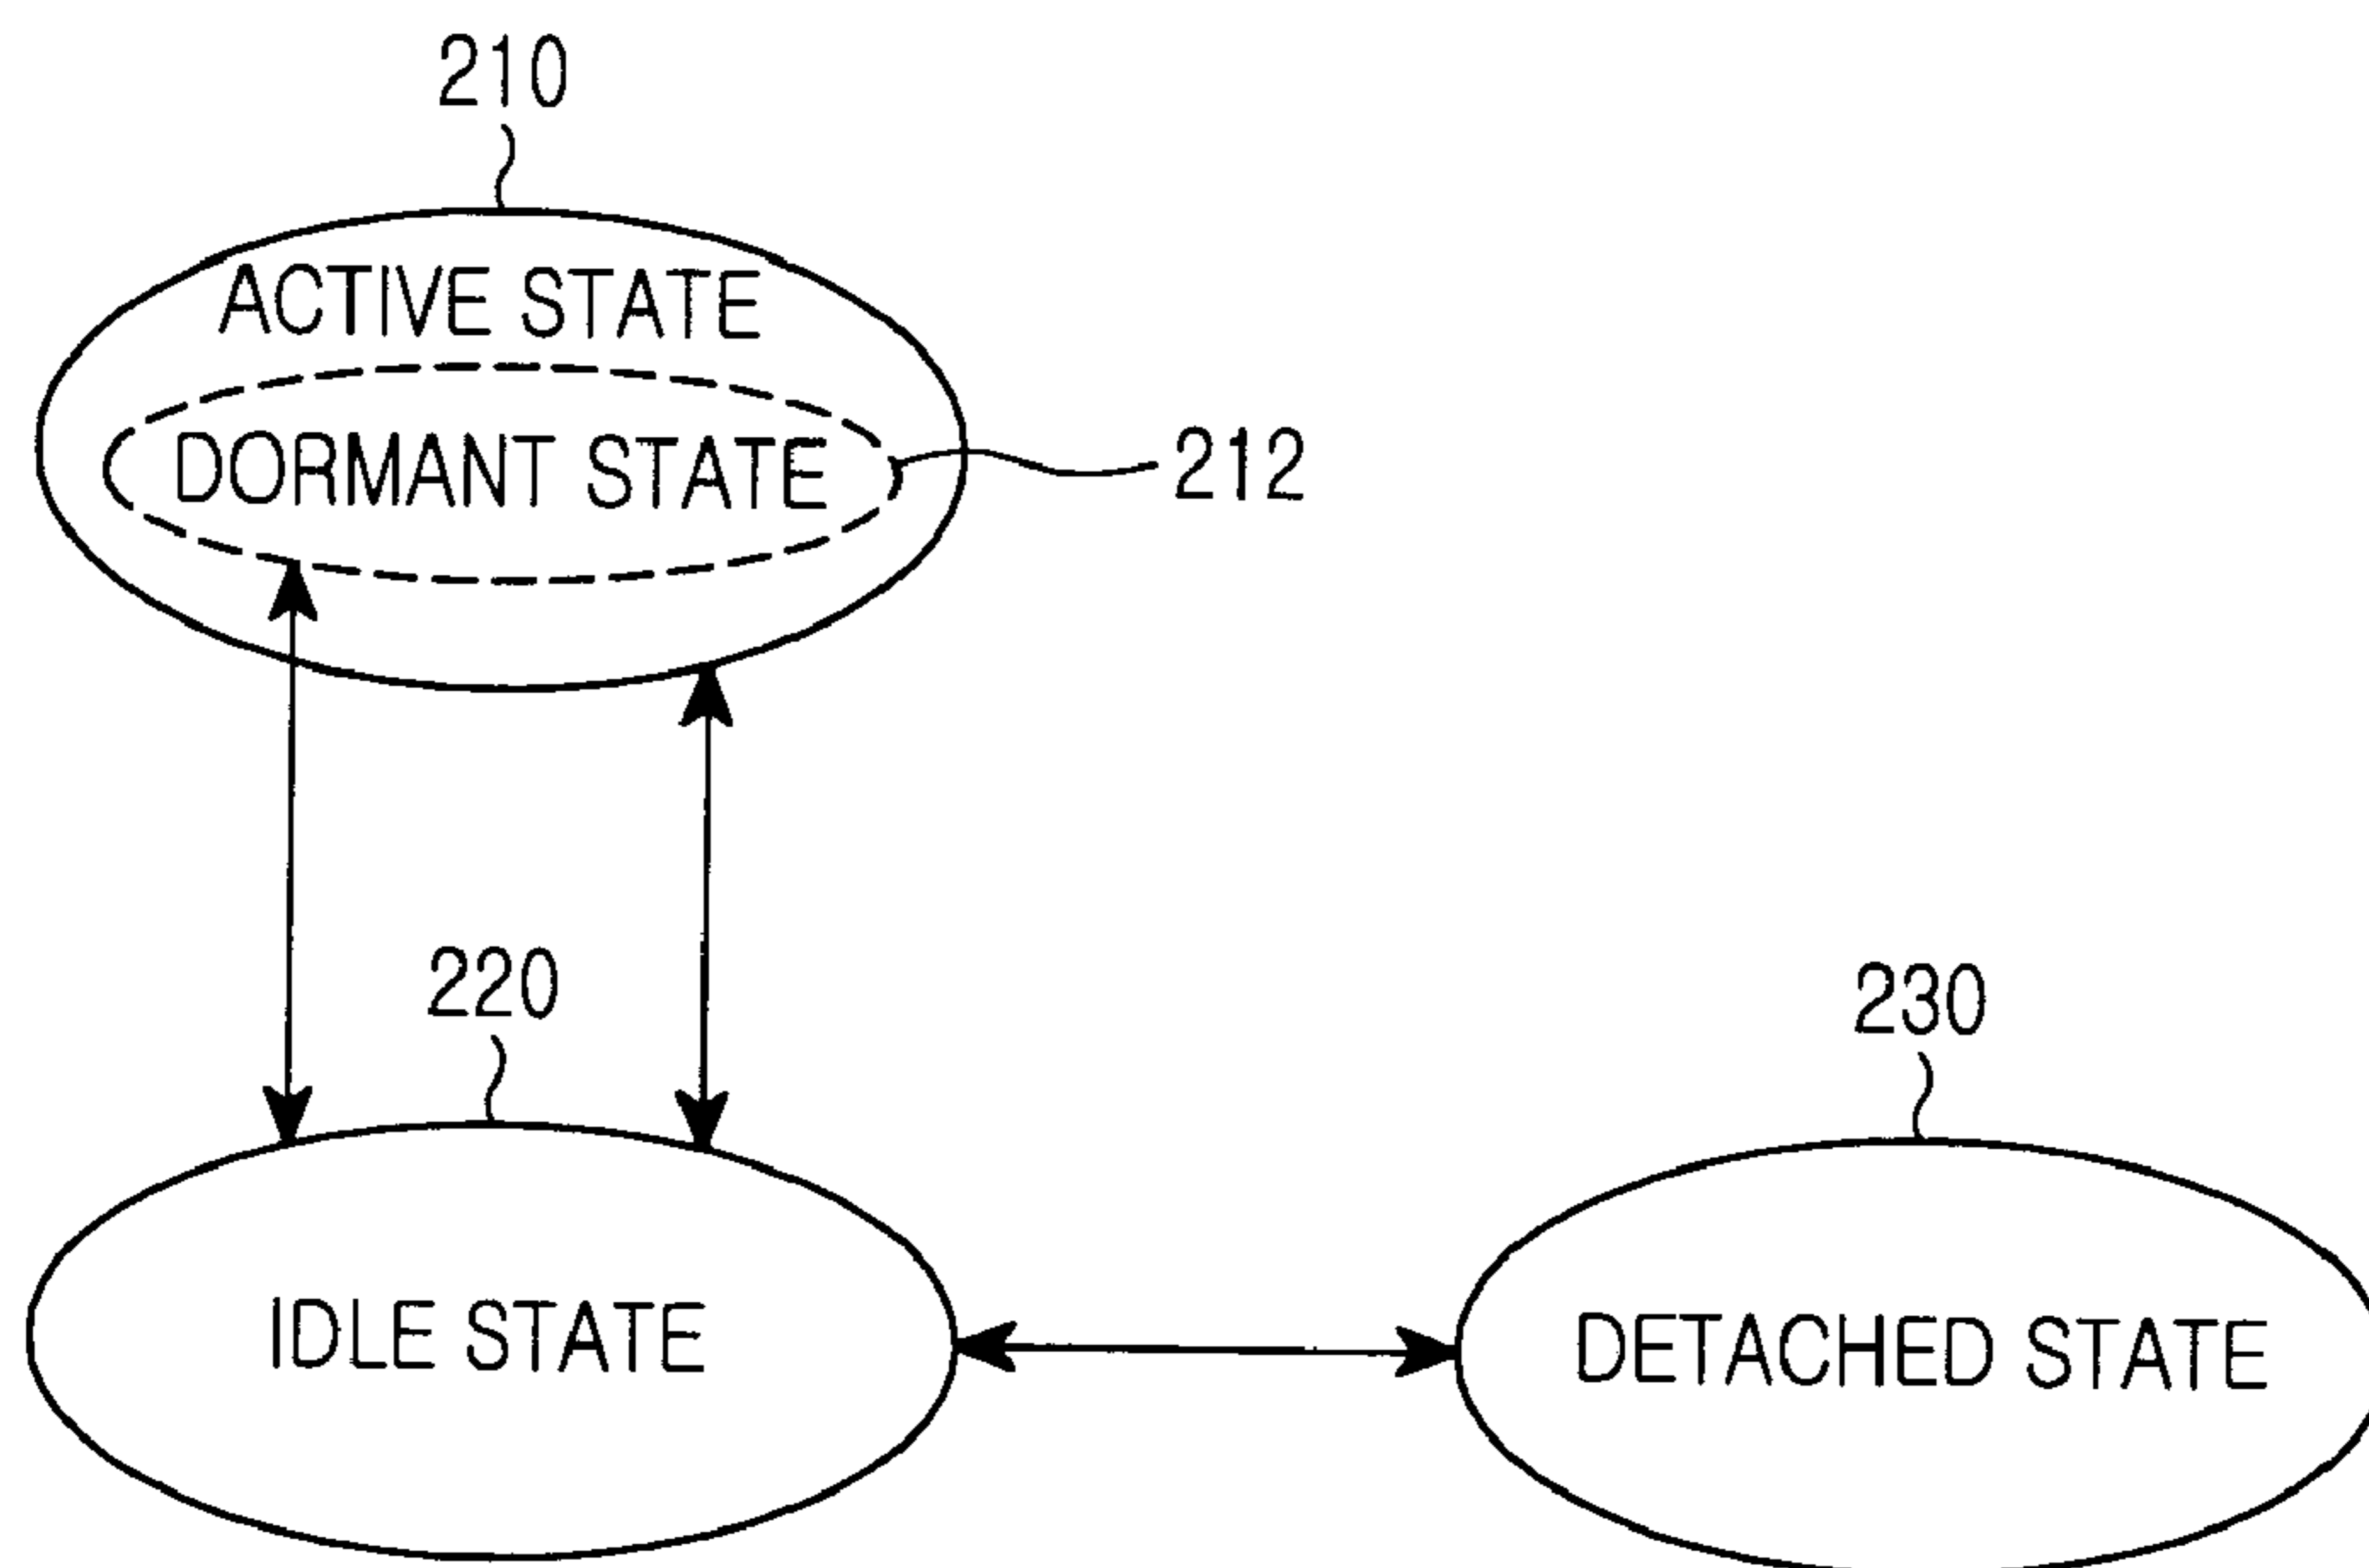 210
ACTIVE STATE
DORMANT STATE
212
220
230
IDLE STATE
DETACHED STATE